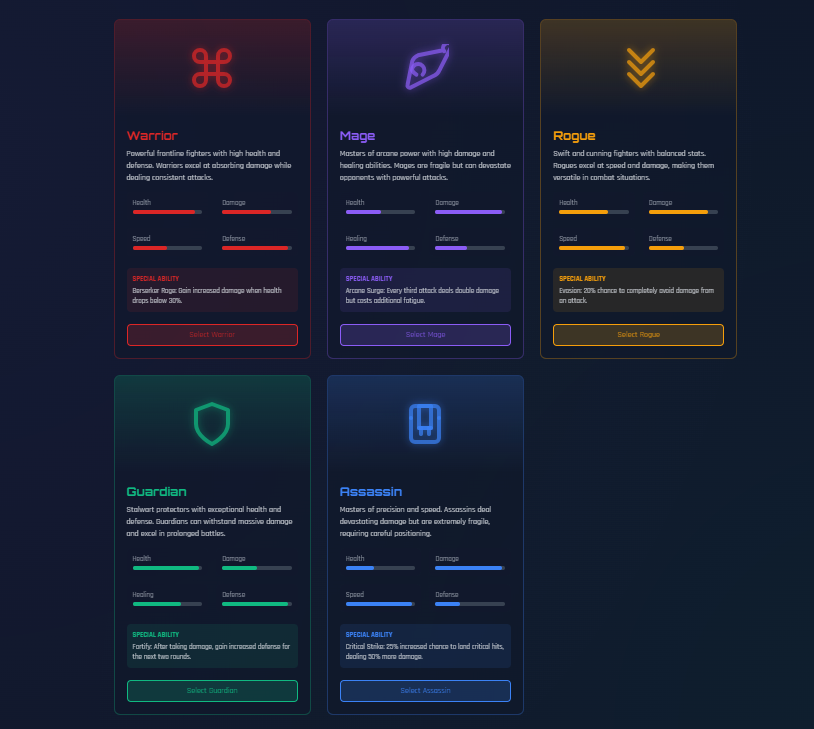 Warrior
Powerful frontline fighters with high health and
defense. Warriors excel at absorbing damage while
dealing consistent attacks.
Health Damage
Speed Defense
SPECIAL ABILITY
Berserker Rage: Gain increased damage when health
drops below 30%.
Select Warrior
Mage
Masters of arcane power with high damage and
healing abilities. Mages are fragile but can devastate
opponents with powerful attacks.
Health Damage
Healing Defense
SPECIAL ABILITY
Arcane Surge: Every third attack deals double damage
but costs additional fatigue.
Select Mage
Rogue
Swift and cunning fighters with balanced stats.
Rogues excel at speed and damage, making them
versatile in combat situations.
Health Damage
Speed Defense
SPECIAL ABILITY
Evasion: 20% chance to completely avoid damage from
an attack.
Select Rogue
Guardian
Stalwart protectors with exceptional health and
defense. Guardians can withstand massive damage
and excel in prolonged battles.
Health Damage
Healing Defense
SPECIAL ABILITY
Fortify: After taking damage, gain increased defense for
the next two rounds.
Select Guardian
Assassin
Masters of precision and speed. Assassins deal
devastating damage but are extremely fragile,
requiring careful positioning.
Health Damage
Speed Defense
SPECIAL ABILITY
Critical Strike: 25% increased chance to land critical hits,
dealing 50% more damage.
Select Assassin